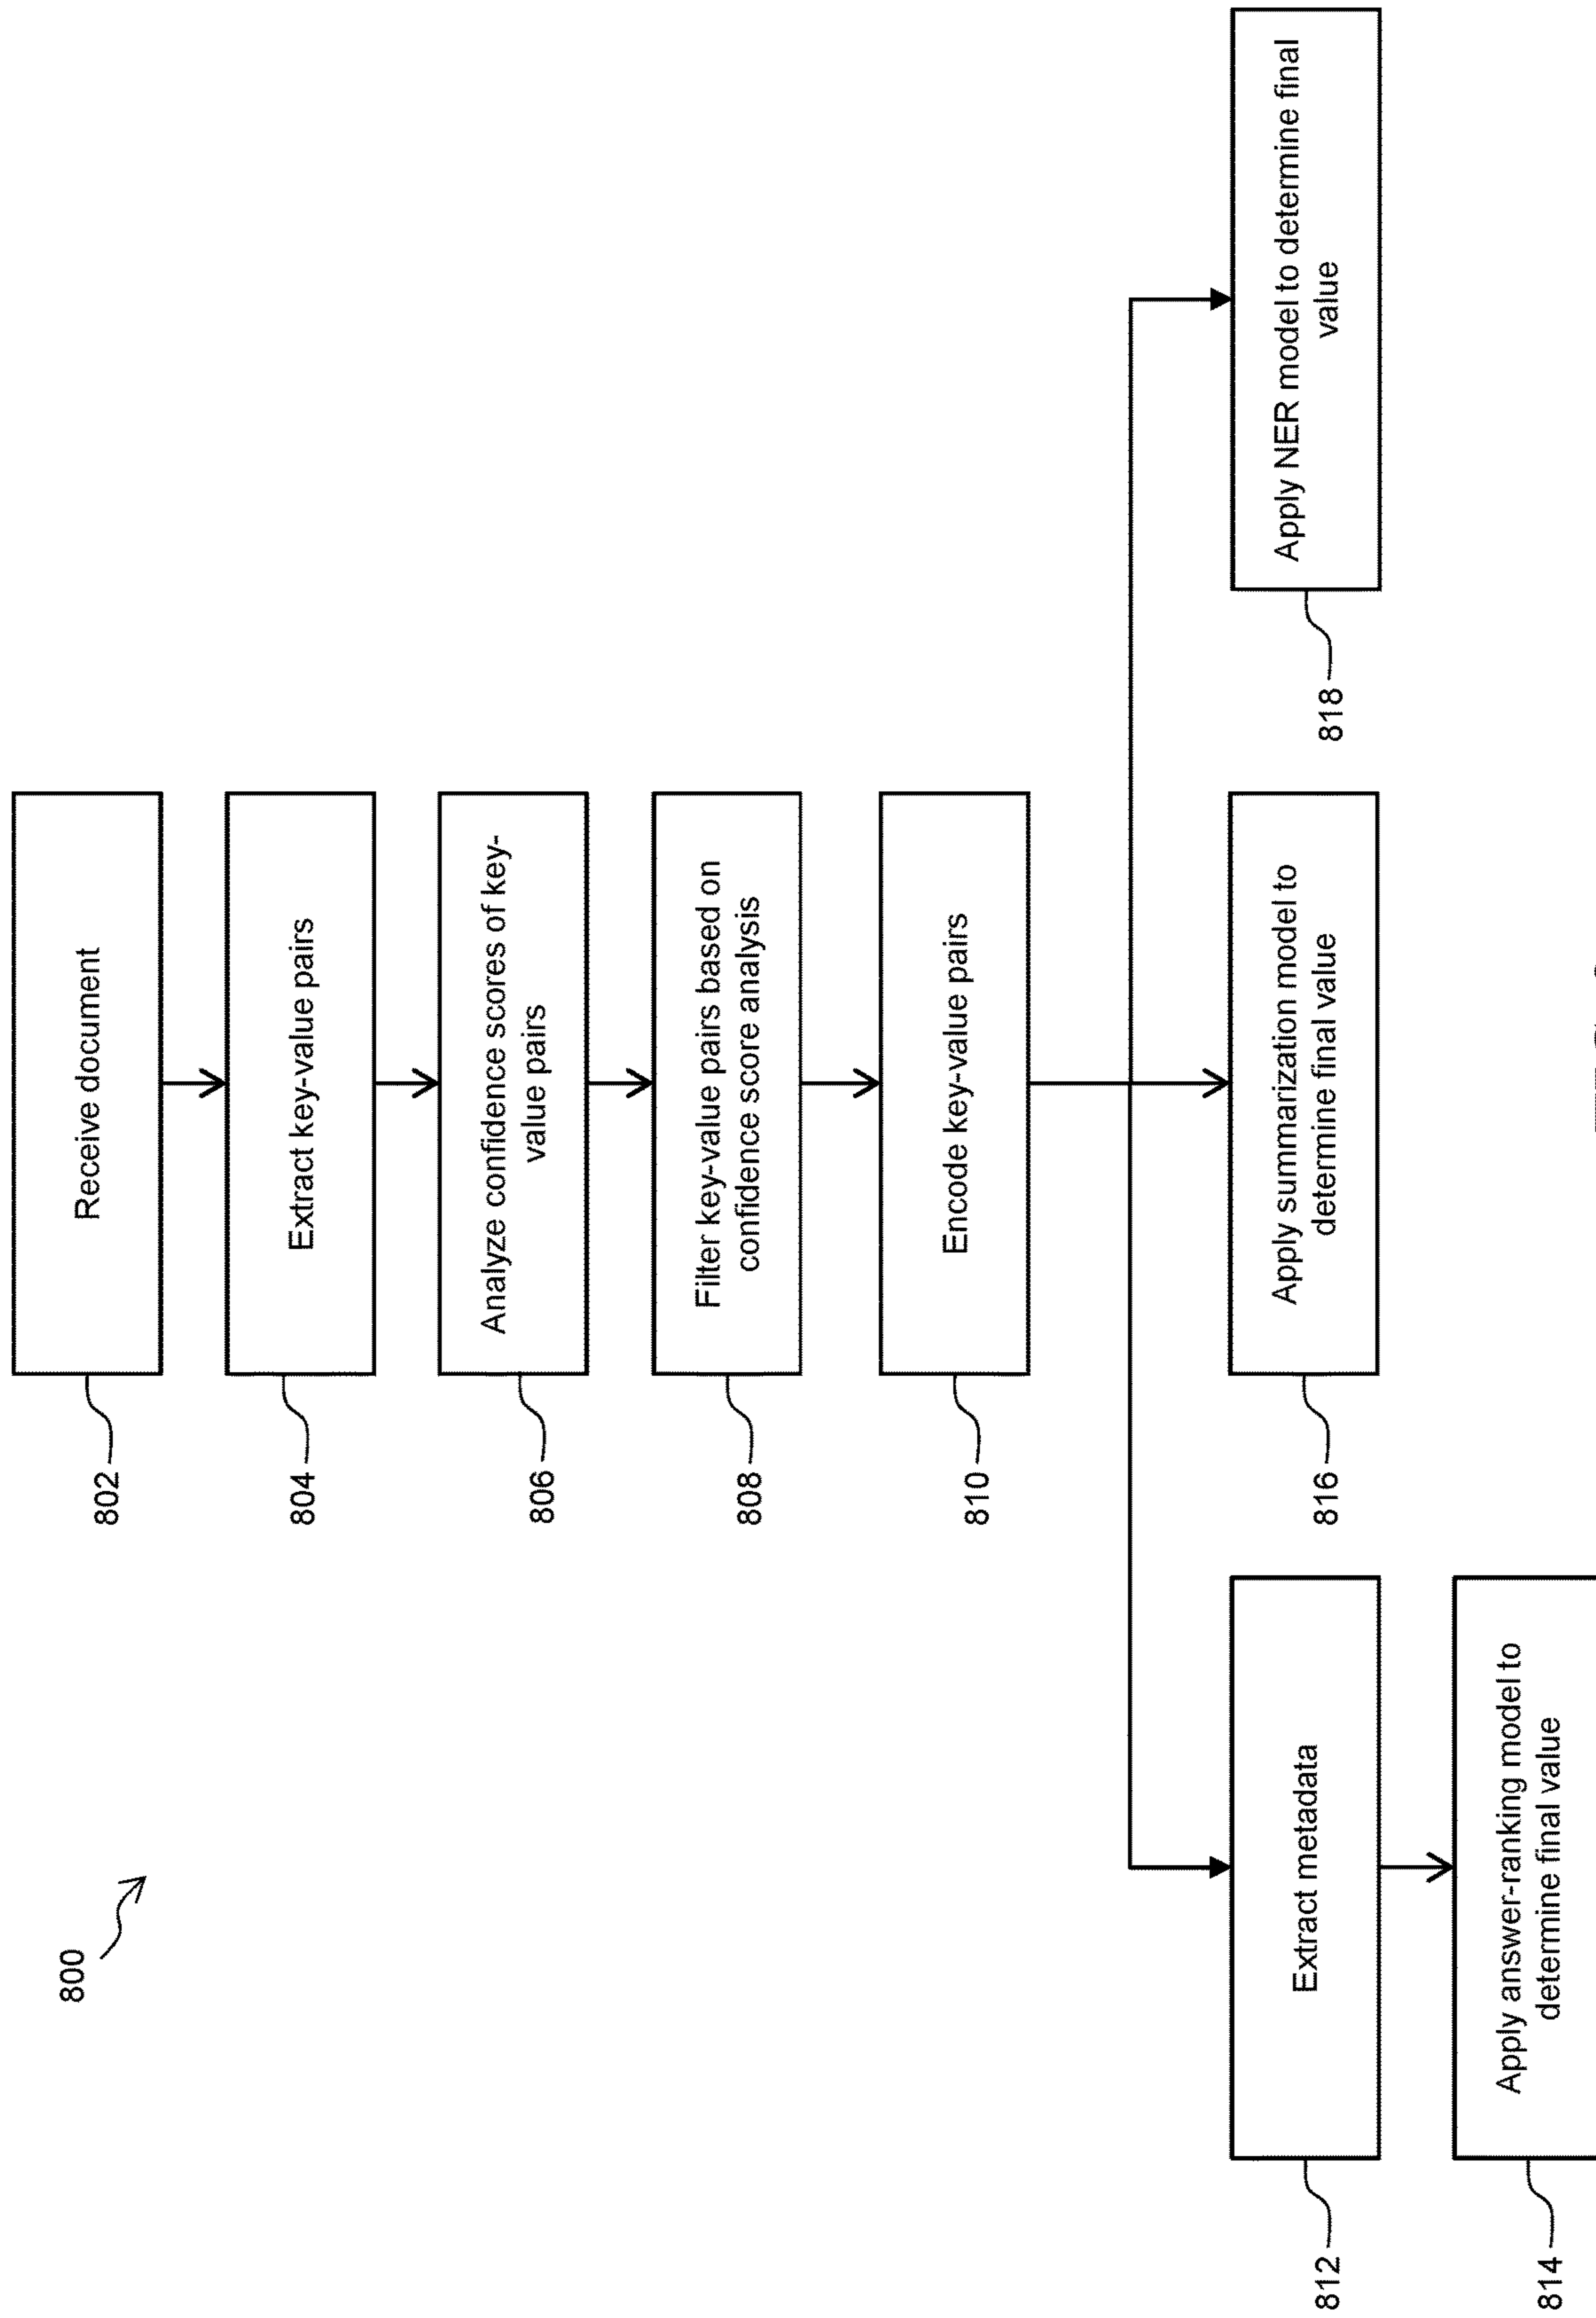 800
802
Receive document
804
Extract key-value pairs
806
Analyze confidence scores of key-
value pairs
808
Filter key-value pairs based on
confidence score analysis
810
Encode key-value pairs
812
Extract metadata
814
Apply answer-ranking model to
determine final value
816
Apply summarization model to
determine final value
818
Apply NER model to determine final
value